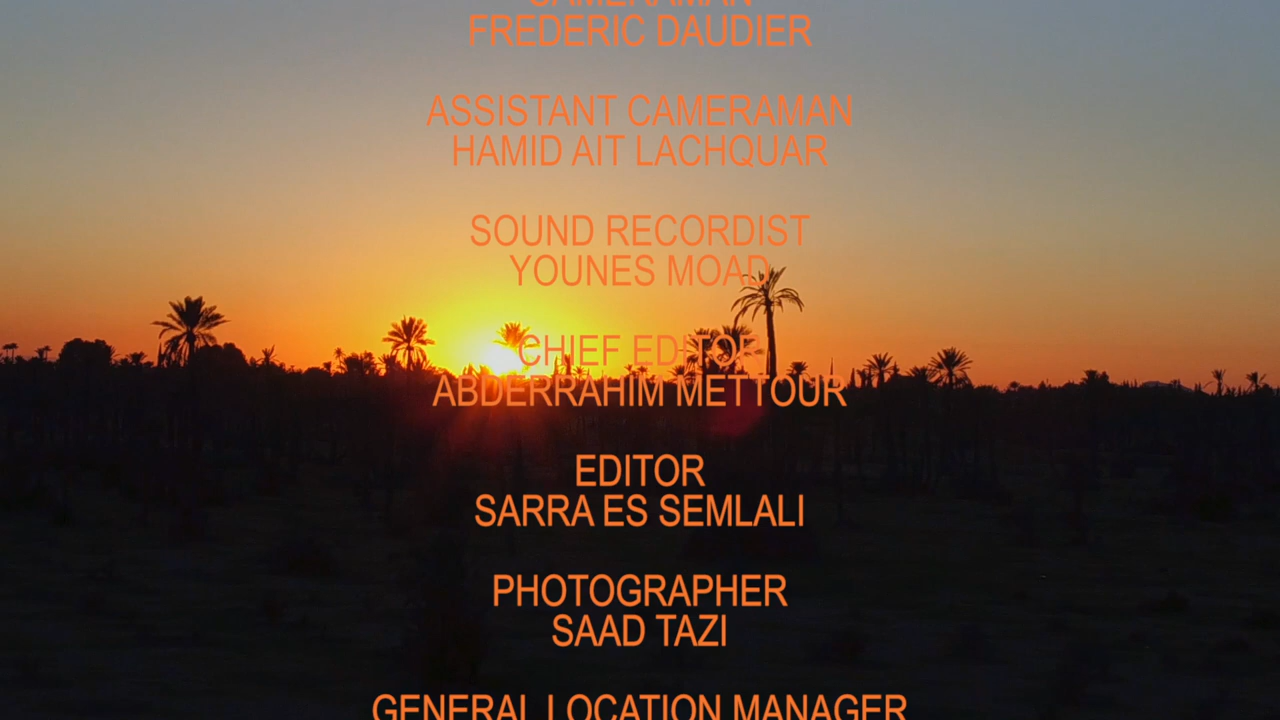 CAMERAMAN
FREDERIC DAUDIER
ASSISTANT CAMERAMAN
HAMID AIT LACHQUAR
SOUND RECORDIST
YOUNES MOAD
CHIEF EDITOR
ABDERRAHIM METTOUR
EDITOR
SARRA ES SEMLALI
PHOTOGRAPHER
SAAD TAZI
GENERAL LOCATION MANAGER